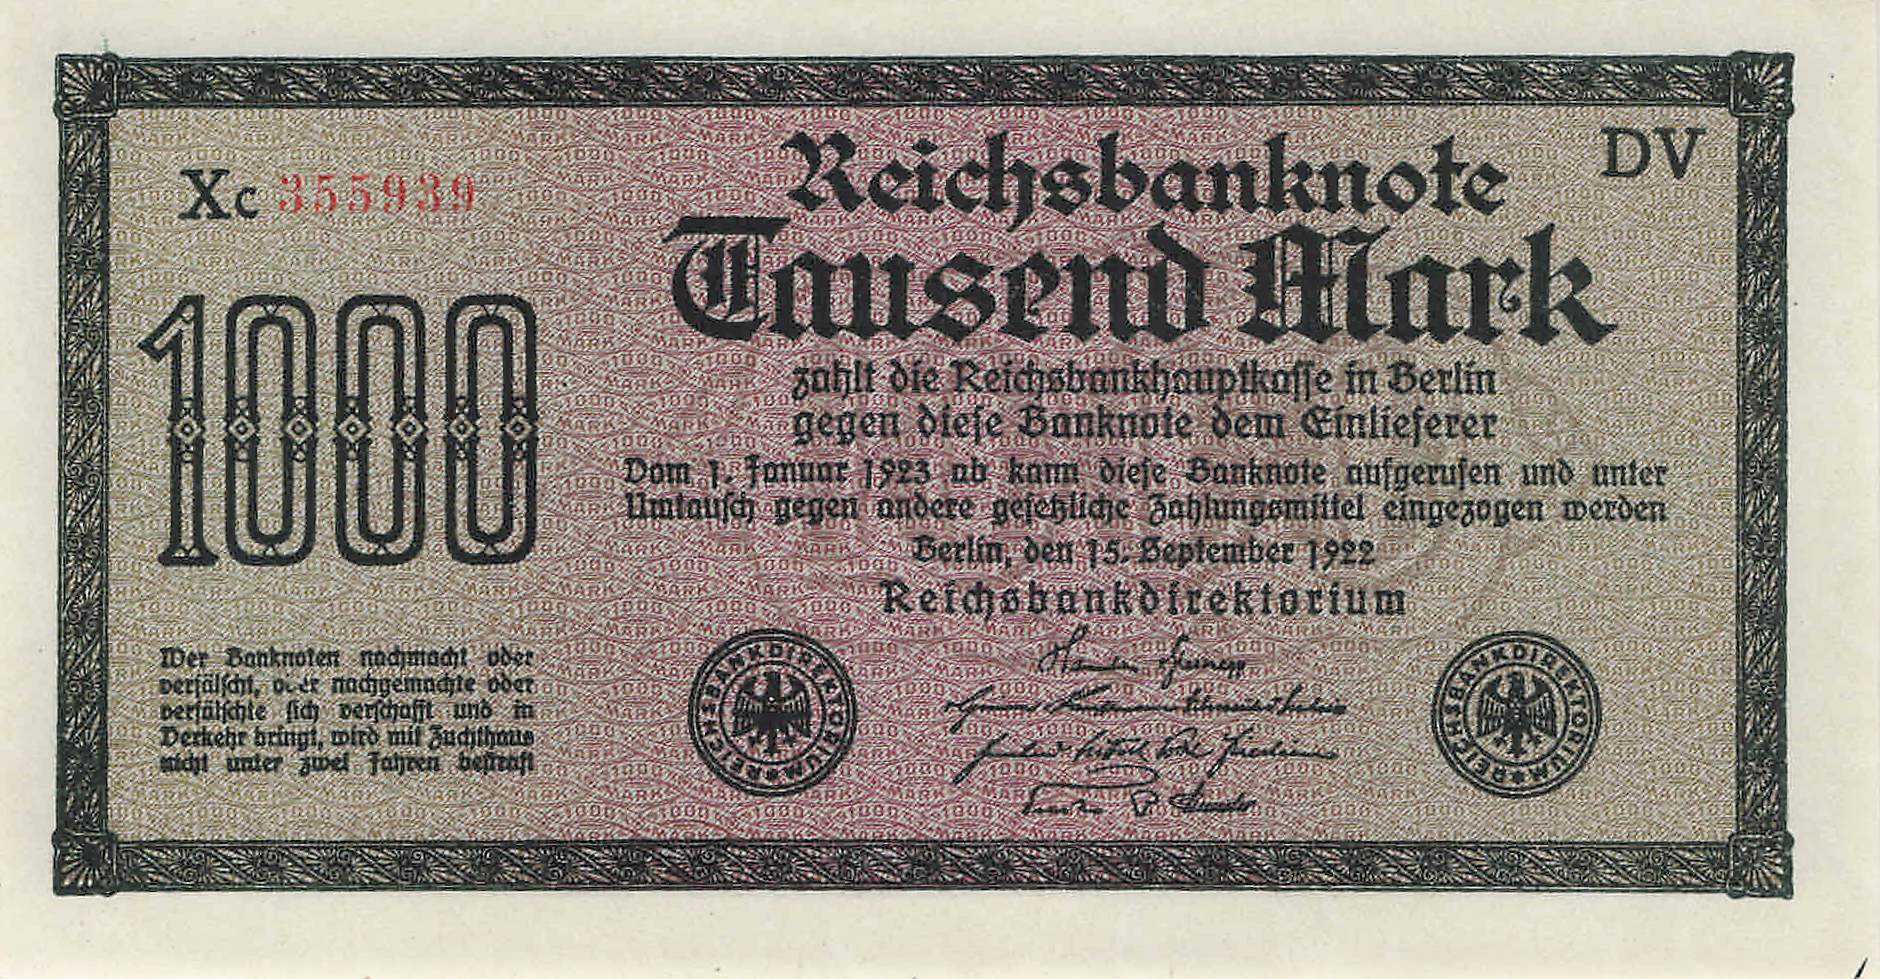 Reichsbanknote
DV
Xc 355939
Tausend Mark
1000
zahlt die Reichsbankhauptkasse in Berlin
gegen diese Banknote dem Einlieferer
Vom 1. Januar 1923 ab kann diese Banknote aufgerufen und unter
Umtausch gegen andere gesetzliche Zahlungsmittel eingezogen werden
Berlin, den 15. September 1922
Reichsbankdirektorium
Wer Banknoten nachmacht oder
verfälscht, oder nachgemachte oder
verfälschte sich verschafft und in
Verkehr bringt, wird mit Zuchthaus
nicht unter zwei Jahren bestraft
REICHSBANKDIREKTORIUM
REICHSBANKDIREKTORIUM